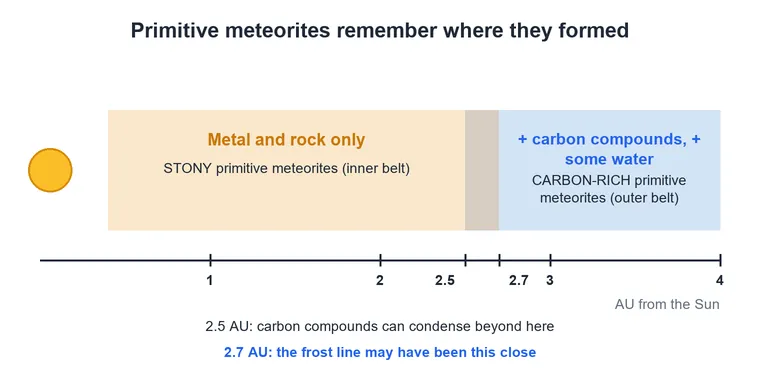 Primitive meteorites remember where they formed
Metal and rock only
STONY primitive meteorites (inner belt)
+ carbon compounds, +
some water
CARBON-RICH primitive
meteorites (outer belt)
1 2 2.5 2.7 3 4
AU from the Sun
2.5 AU: carbon compounds can condense beyond here
2.7 AU: the frost line may have been this close